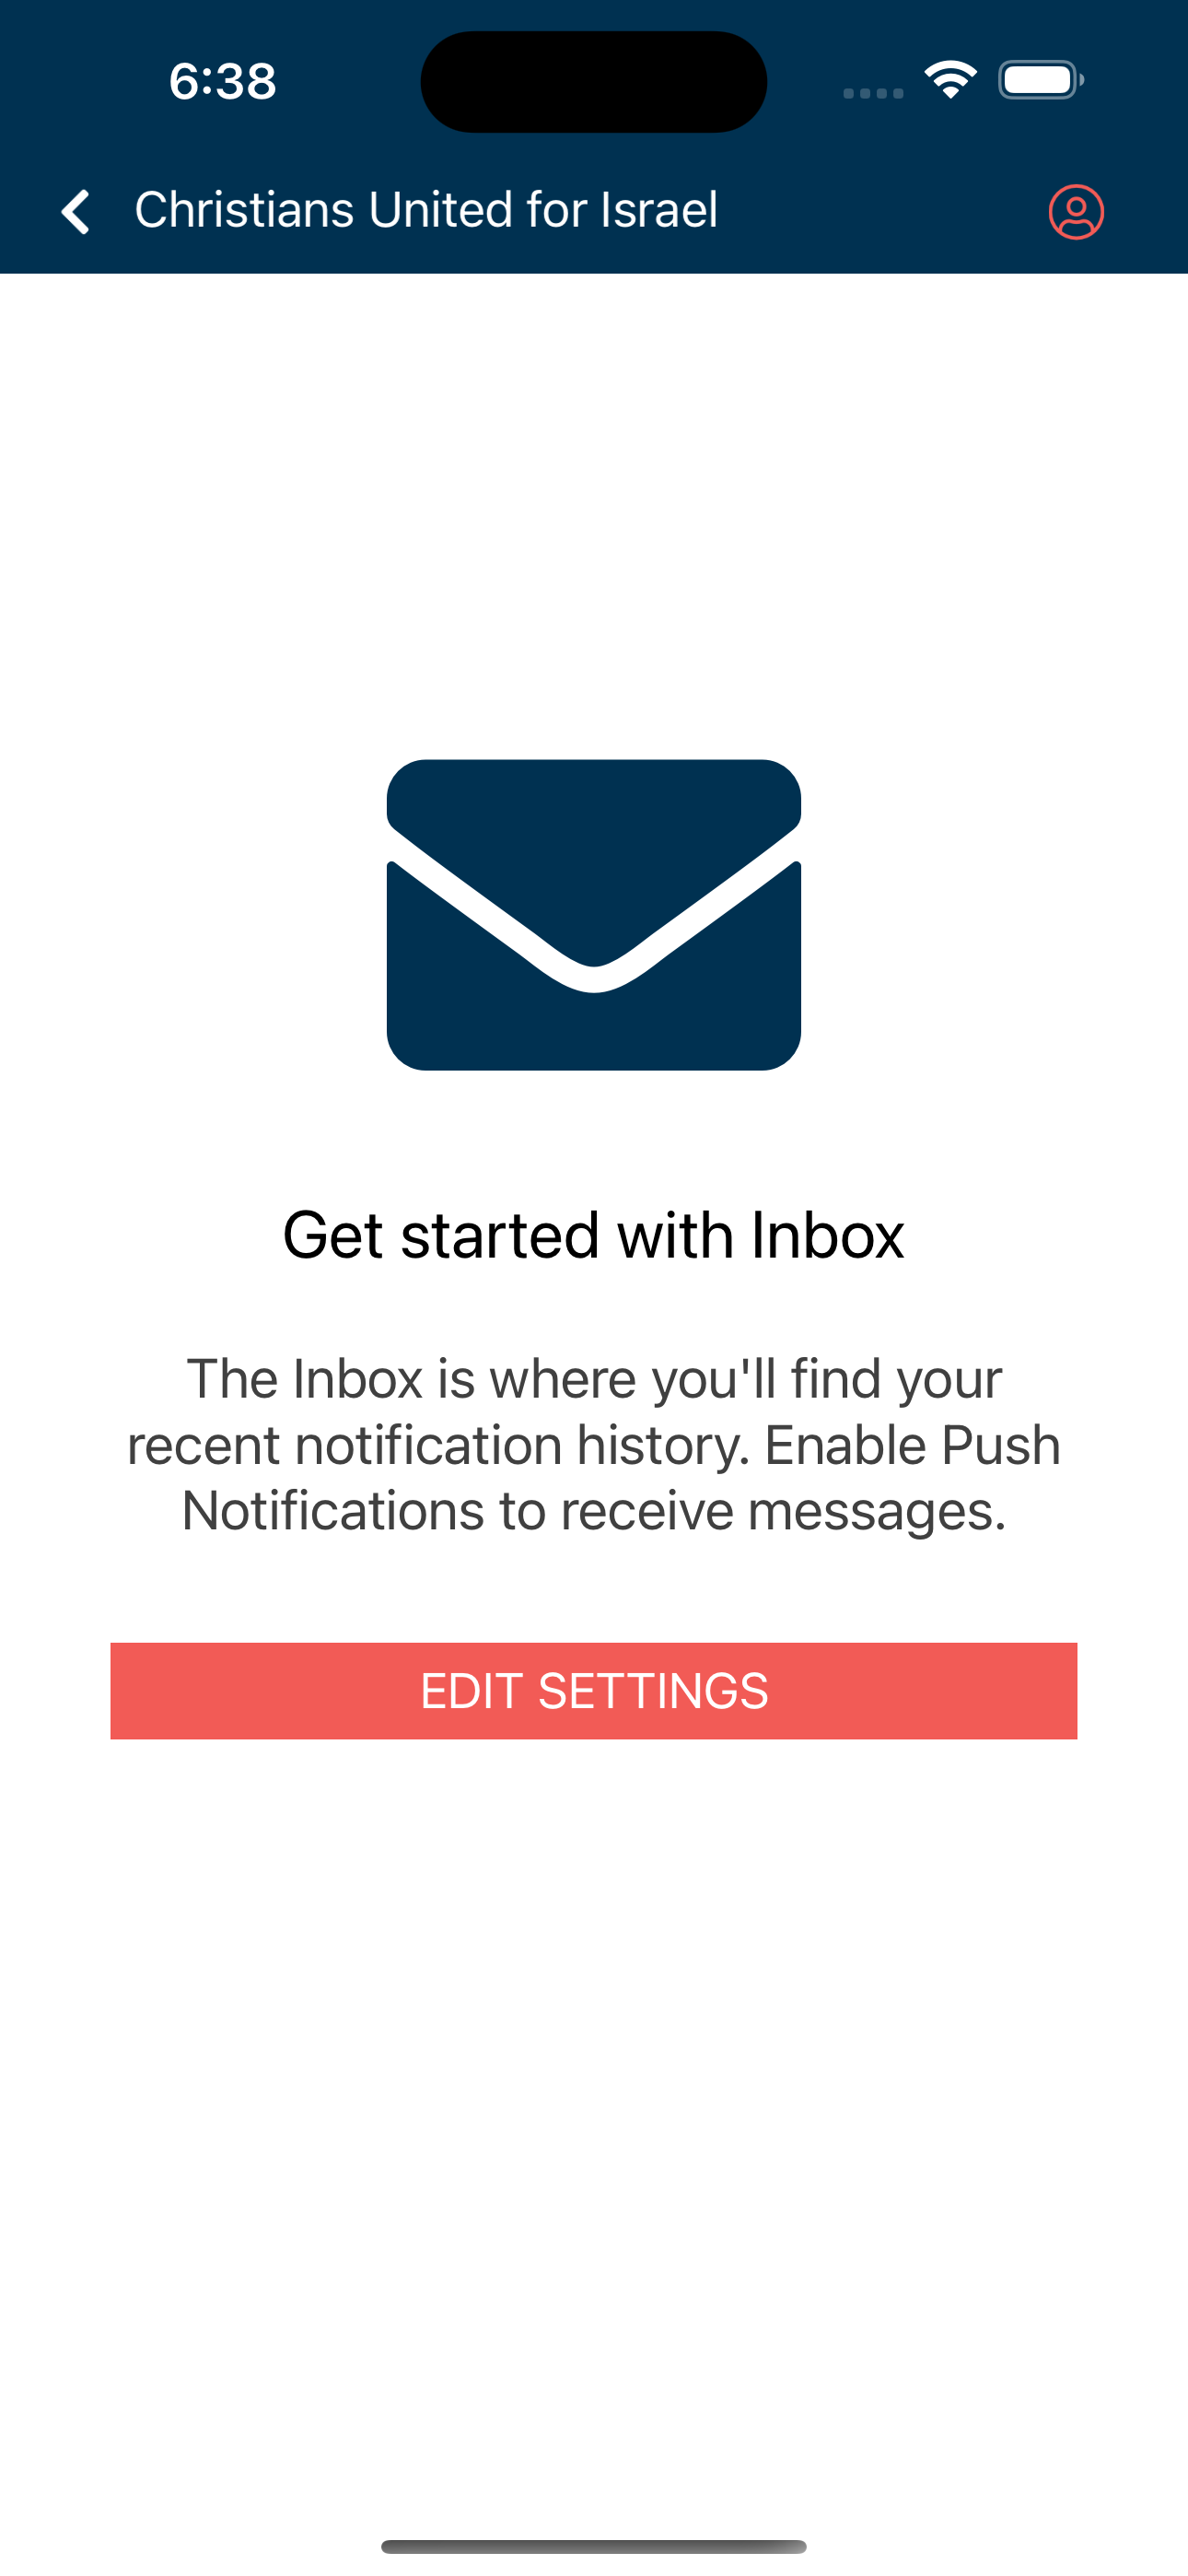 6:38
Christians United for Israel
Get started with Inbox
The Inbox is where you'll find your
recent notification history. Enable Push
Notifications to receive messages.
EDIT SETTINGS